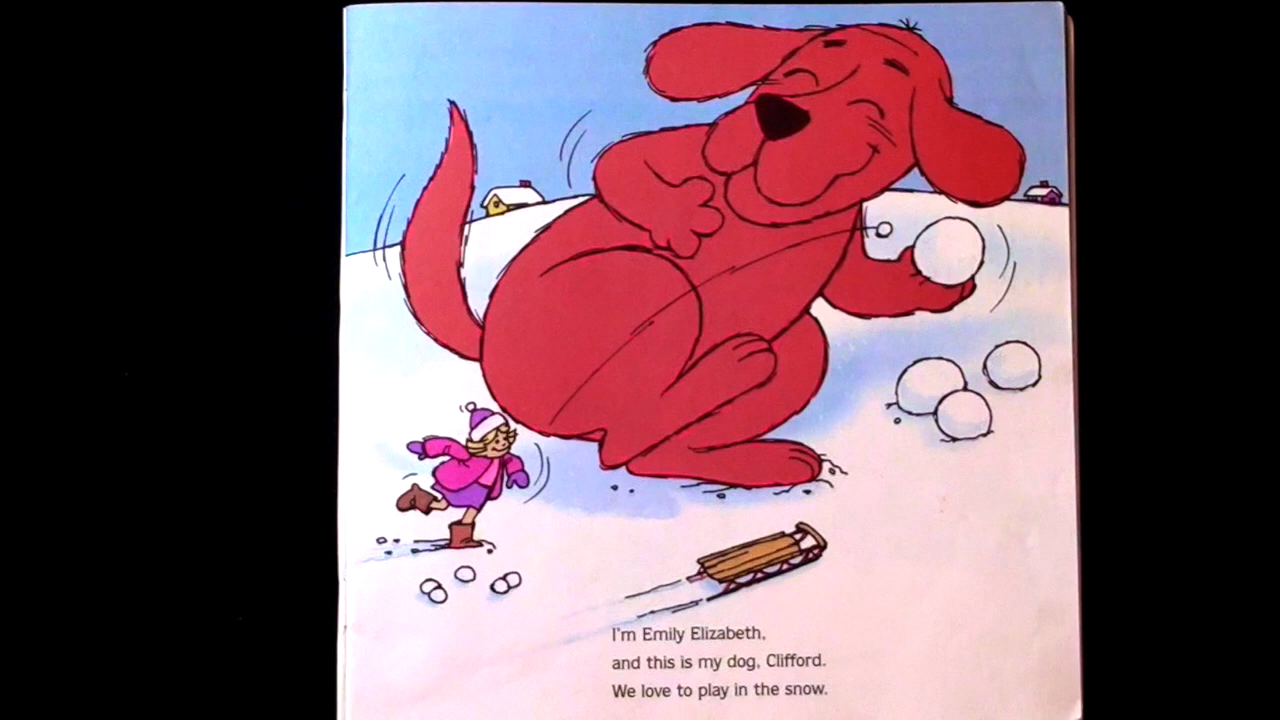 I'm Emily Elizabeth,
and this is my dog, Clifford.
We love to play in the snow.